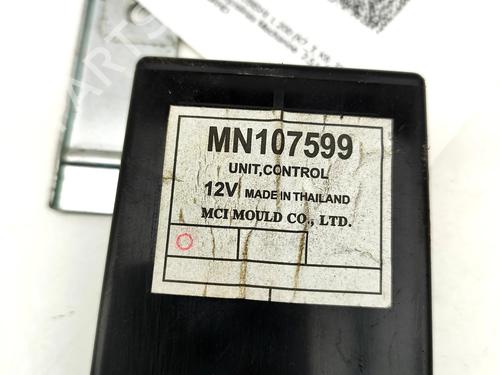 MN107599
UNIT,CONTROL
12V MADE IN THAILAND
MCI MOULD CO., LTD.